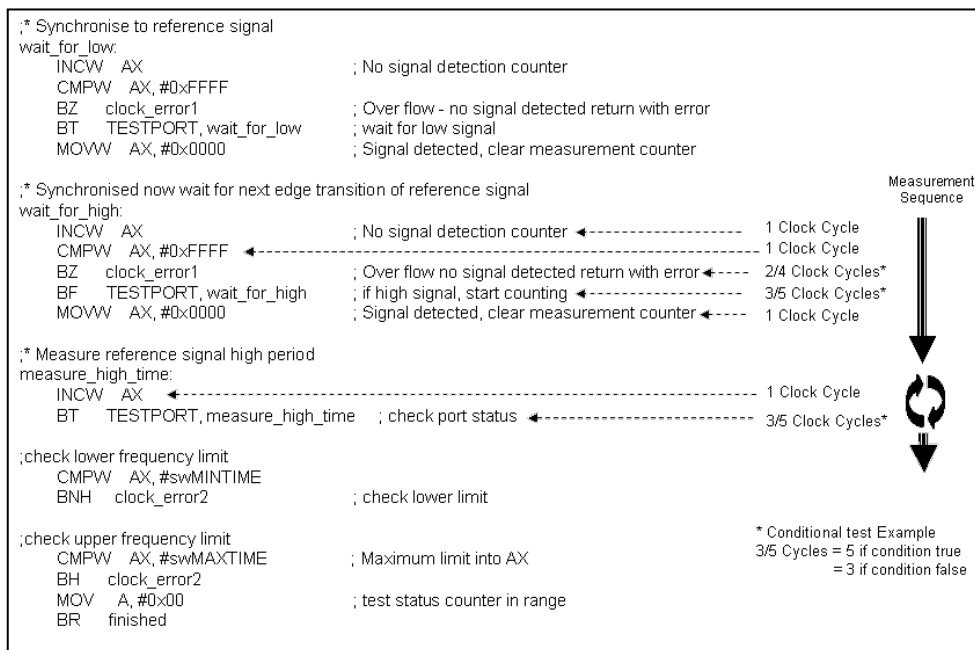 ;* Synchronise to reference signal
wait_for_low:
INCW AX ; No signal detection counter
CMPW AX, #0xFFFF
BZ clock_error1 ; Over flow - no signal detected return with error
BT TESTPORT, wait_for_low ; wait for low signal
MOVW AX, #0x0000 ; Signal detected, clear measurement counter
;* Synchronised now wait for next edge transition of reference signal
Measurement
Sequence
wait_for_high:
INCW AX ; No signal detection counter 1 Clock Cycle
CMPW AX, #0xFFFF 1 Clock Cycle
BZ clock_error1 ; Over flow no signal detected return with error 2/4 Clock Cycles*
BF TESTPORT, wait_for_high ; if high signal, start counting 3/5 Clock Cycles*
MOVW AX, #0x0000 ; Signal detected, clear measurement counter 1 Clock Cycle
;* Measure reference signal high period
measure_high_time:
INCW AX 1 Clock Cycle
BT TESTPORT, measure_high_time ; check port status 3/5 Clock Cycles*
;check lower frequency limit
CMPW AX, #swMINTIME
BNH clock_error2 ; check lower limit
;check upper frequency limit
CMPW AX, #swMAXTIME ; Maximum limit into AX
BH clock_error2
MOV A, #0x00 ; test status counter in range
BR finished
* Conditional test Example
3/5 Cycles = 5 if condition true
= 3 if condition false